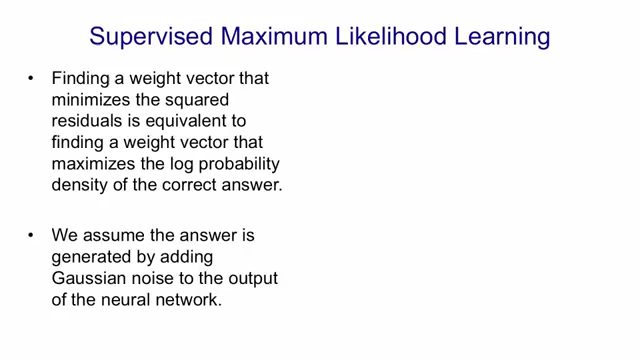 Supervised Maximum Likelihood Learning
• Finding a weight vector that
minimizes the squared
residuals is equivalent to
finding a weight vector that
maximizes the log probability
density of the correct answer.
• We assume the answer is
generated by adding
Gaussian noise to the output
of the neural network.